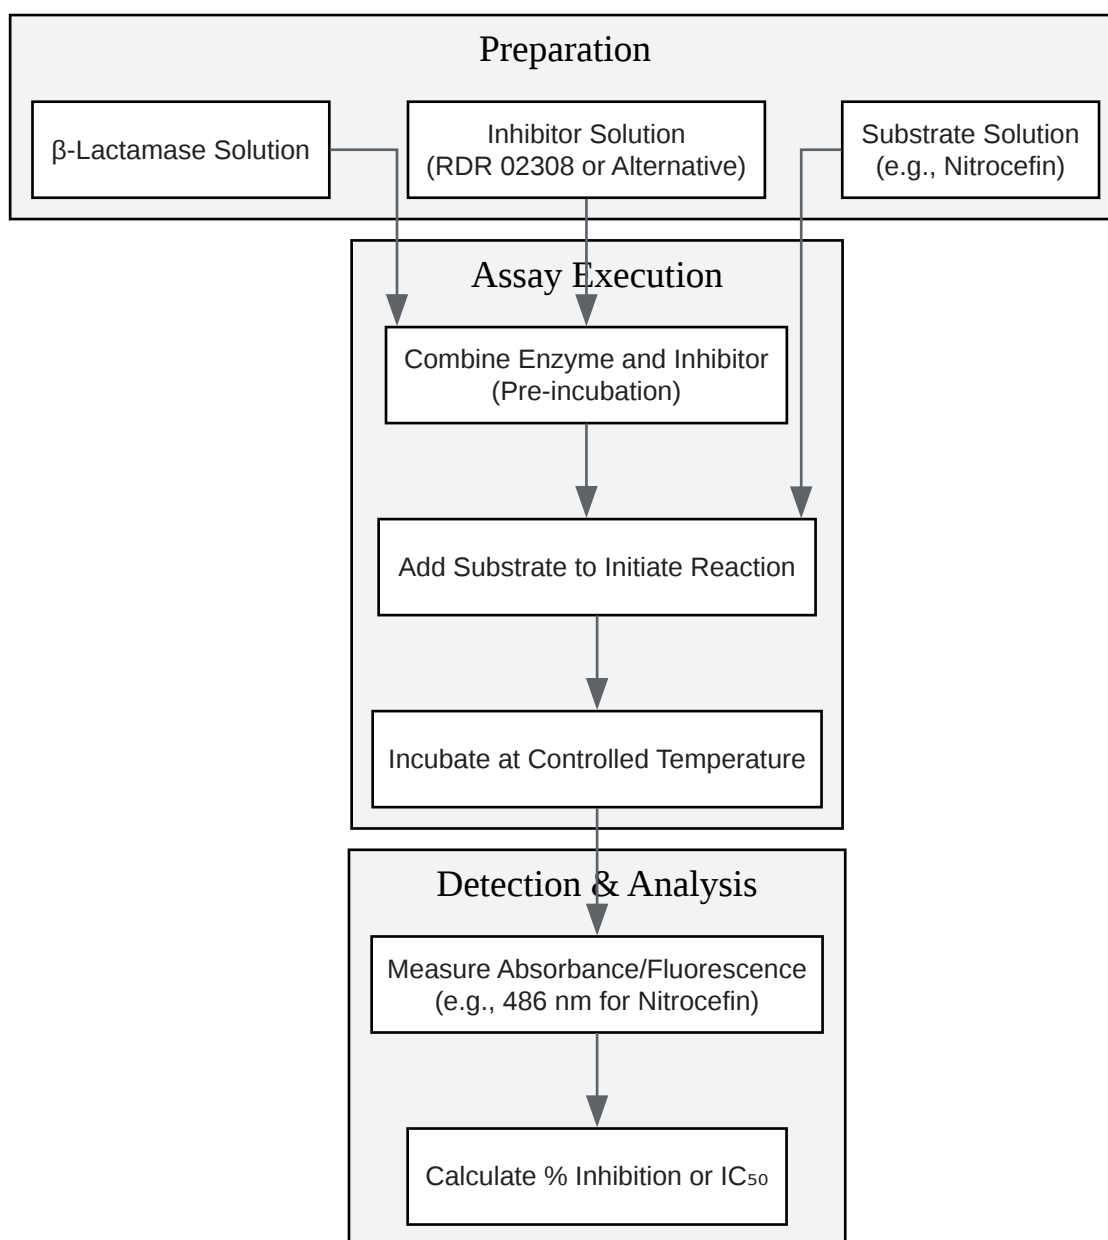 Preparation
β-Lactamase Solution
Inhibitor Solution
(RDR 02308 or Alternative)
Substrate Solution
(e.g., Nitrocefin)
Assay Execution
Combine Enzyme and Inhibitor
(Pre-incubation)
Add Substrate to Initiate Reaction
Incubate at Controlled Temperature
Detection & Analysis
Measure Absorbance/Fluorescence
(e.g., 486 nm for Nitrocefin)
Calculate % Inhibition or IC₅₀